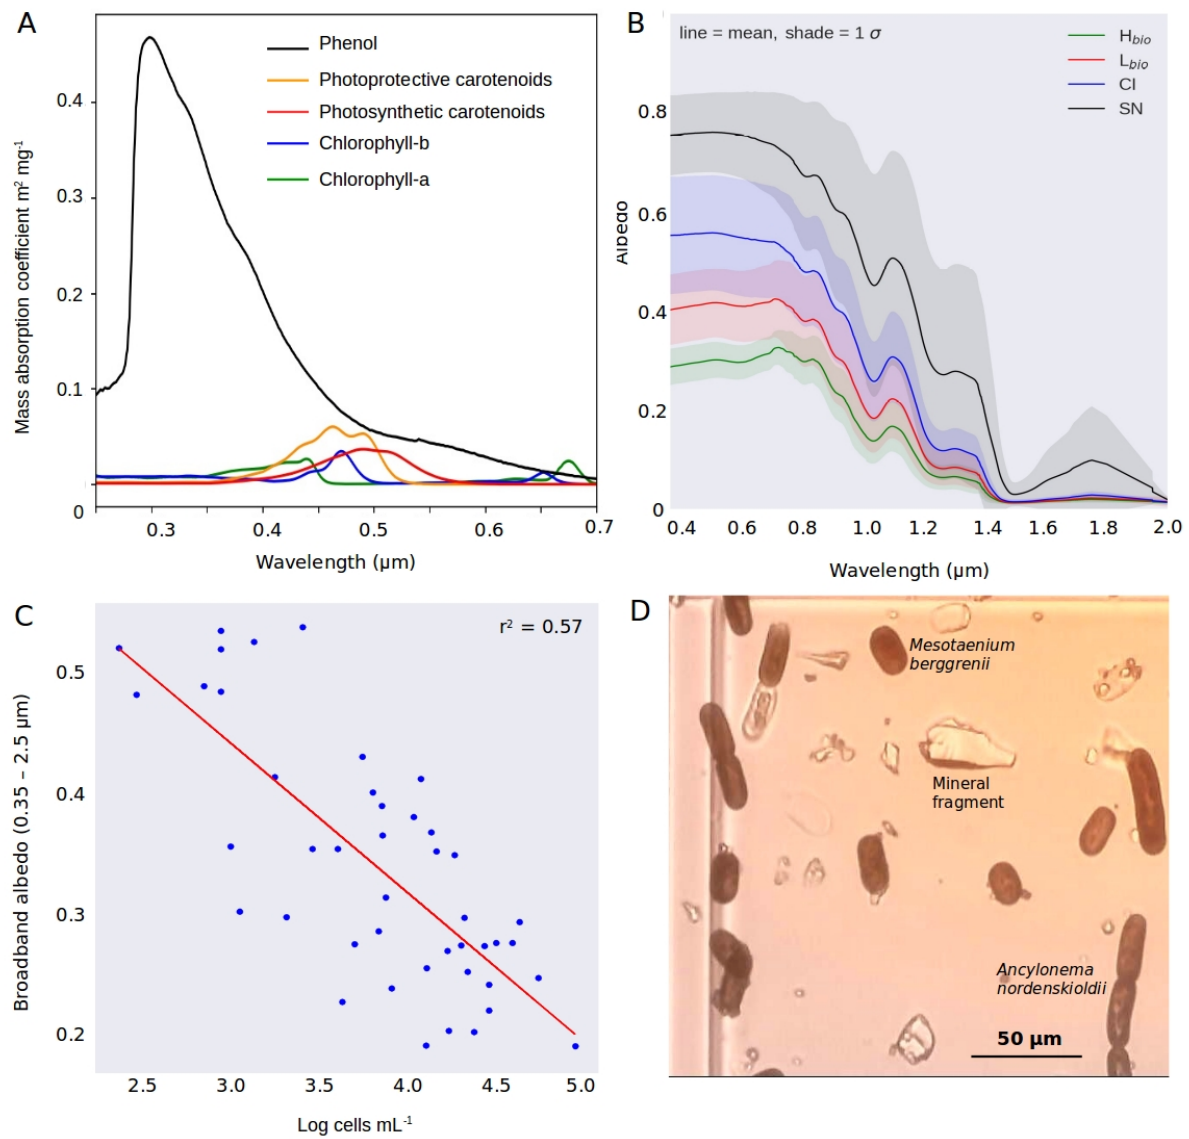 A
Phenol
Photoprotective carotenoids
Photosynthetic carotenoids
Chlorophyll-b
Chlorophyll-a
Mass absorption coefficient m² mg⁻¹
0.4
0.3
0.2
0.1
0
0.3
0.4
0.5
0.6
0.7
Wavelength (µm)
B
line = mean, shade = 1 σ
H_bio
L_bio
CI
SN
Albedo
0.8
0.6
0.4
0.2
0
0.4
0.6
0.8
1.0
1.2
1.4
1.6
1.8
2.0
Wavelength (µm)
C
r² = 0.57
Broadband albedo (0.35 – 2.5 µm)
0.5
0.4
0.3
0.2
2.5
3.0
3.5
4.0
4.5
5.0
Log cells mL⁻¹
D
Mesotaenium
berggrenii
Mineral
fragment
Ancylonema
nordenskioldii
50 µm